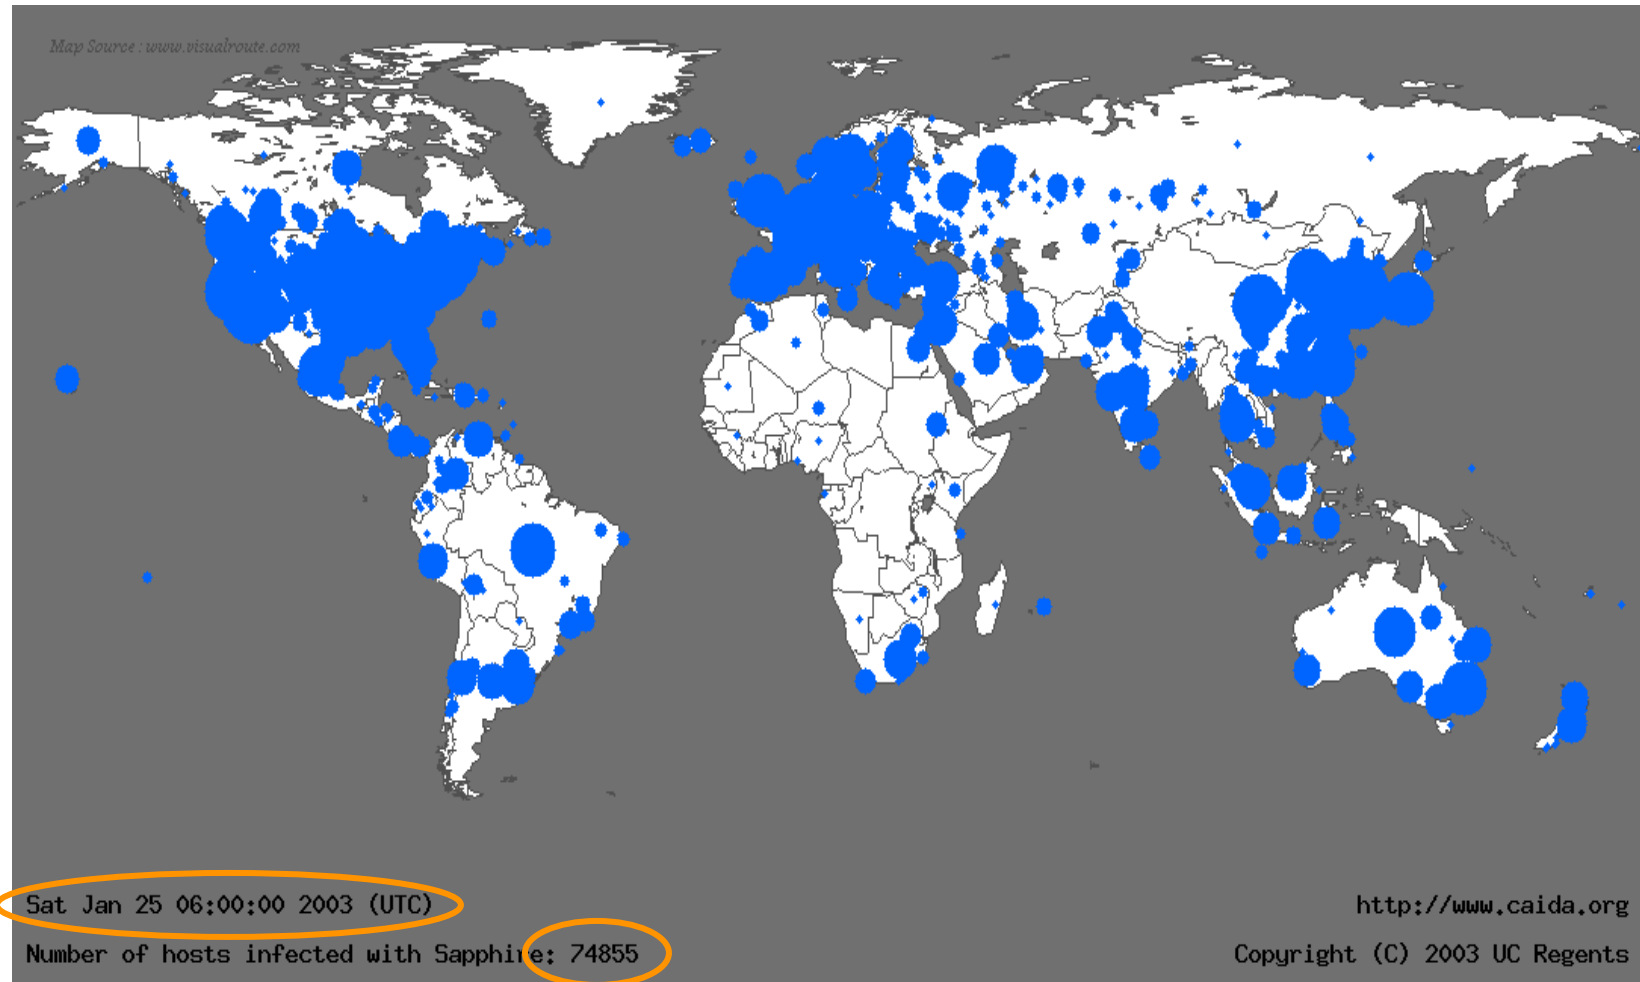 Map Source : www.visualroute.com
Sat Jan 25 06:00:00 2003 (UTC)
http://www.caida.org
Number of hosts infected with Sapphire: 74855
Copyright (C) 2003 UC Regents